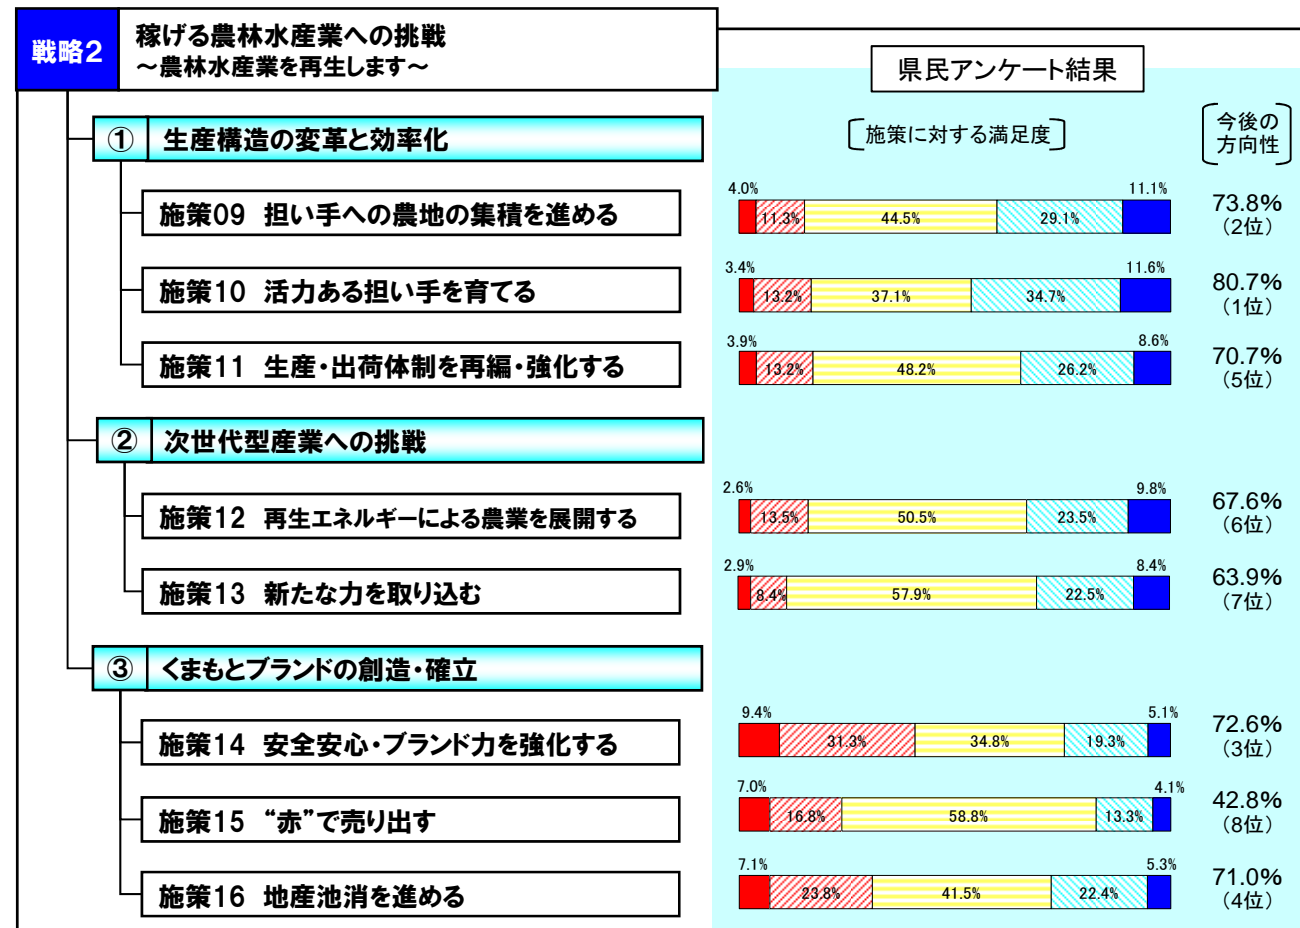 戦略2
稼げる農林水産業への挑戦
～農林水産業を再生します～
県民アンケート結果
施策に対する満足度
今後の
方向性
① 生産構造の変革と効率化
施策09 担い手への農地の集積を進める
4.0% 11.3% 44.5% 29.1% 11.1%
73.8%
(2位)
施策10 活力ある担い手を育てる
3.4% 13.2% 37.1% 34.7% 11.6%
80.7%
(1位)
施策11 生産・出荷体制を再編・強化する
3.9% 13.2% 48.2% 26.2% 8.6%
70.7%
(5位)
② 次世代型産業への挑戦
施策12 再生エネルギーによる農業を展開する
2.6% 13.5% 50.5% 23.5% 9.8%
67.6%
(6位)
施策13 新たな力を取り込む
2.9% 8.4% 57.9% 22.5% 8.4%
63.9%
(7位)
③ くまもとブランドの創造・確立
施策14 安全安心・ブランド力を強化する
9.4% 31.3% 34.8% 19.3% 5.1%
72.6%
(3位)
施策15 “赤”で売り出す
7.0% 16.8% 58.8% 13.3% 4.1%
42.8%
(8位)
施策16 地産池消を進める
7.1% 23.8% 41.5% 22.4% 5.3%
71.0%
(4位)